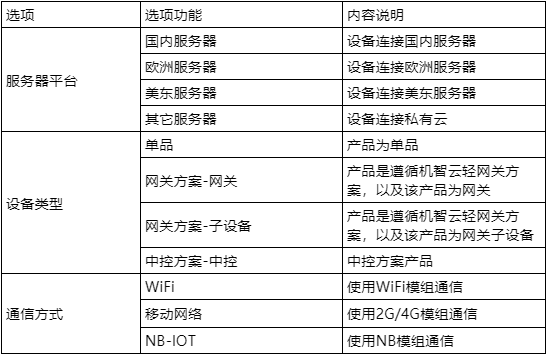 选项 选项功能 内容说明
服务器平台 国内服务器 设备连接国内服务器
欧洲服务器 设备连接欧洲服务器
美东服务器 设备连接美东服务器
其它服务器 设备连接私有云
设备类型 单品 产品为单品
网关方案-网关 产品是遵循机智云轻网关方
案，以及该产品为网关
网关方案-子设备 产品是遵循机智云轻网关方
案，以及该产品为网关子设备
中控方案-中控 中控方案产品
通信方式 WiFi 使用WiFi模组通信
移动网络 使用2G/4G模组通信
NB-IOT 使用NB模组通信